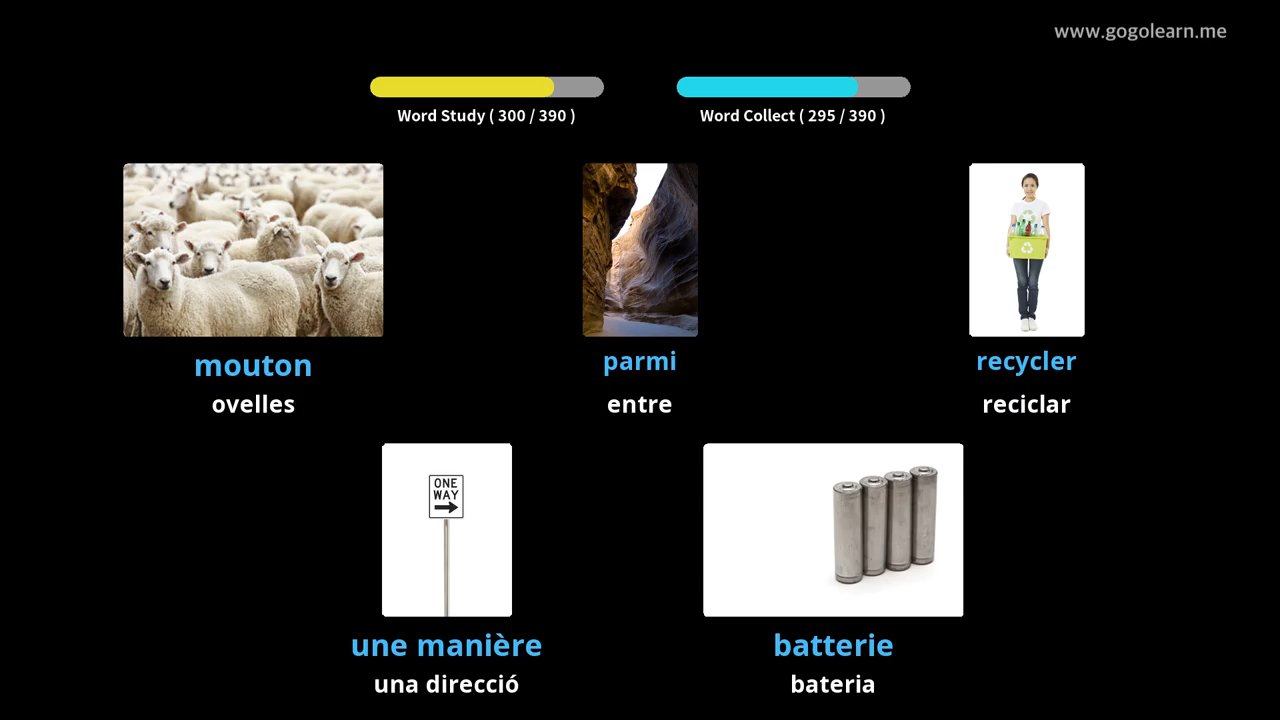 www.gogolearn.me
Word Study ( 300 / 390 )
Word Collect ( 295 / 390 )
mouton
ovelles
parmi
entre
recycler
reciclar
ONE
WAY
une manière
una direcció
batterie
bateria